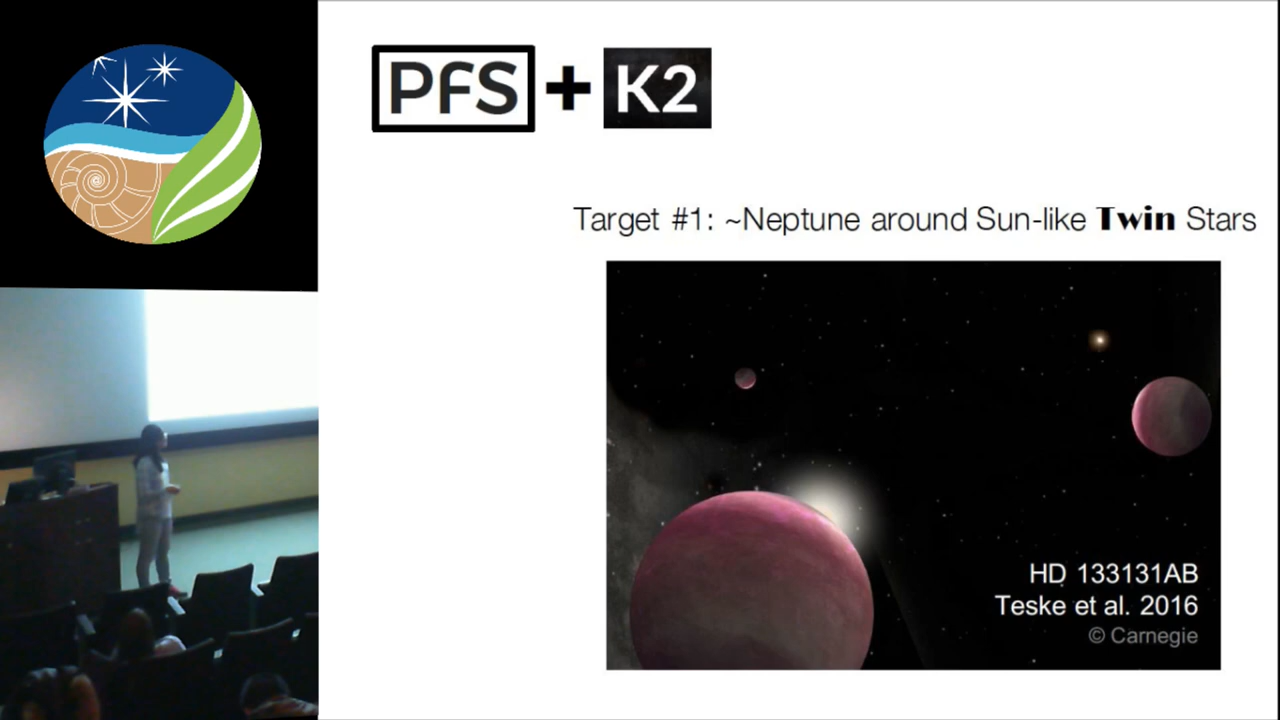 PFS + K2
Target #1: ~Neptune around Sun-like Twin Stars
HD 133131AB
Teske et al. 2016
© Carnegie